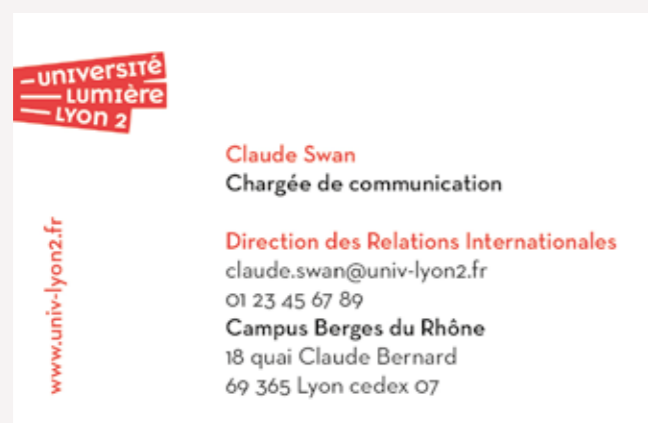 université
Lumière
Lyon 2
Claude Swan
Chargée de communication
Direction des Relations Internationales
claude.swan@univ-lyon2.fr
01 23 45 67 89
Campus Berges du Rhône
18 quai Claude Bernard
69 365 Lyon cedex 07
www.univ-lyon2.fr